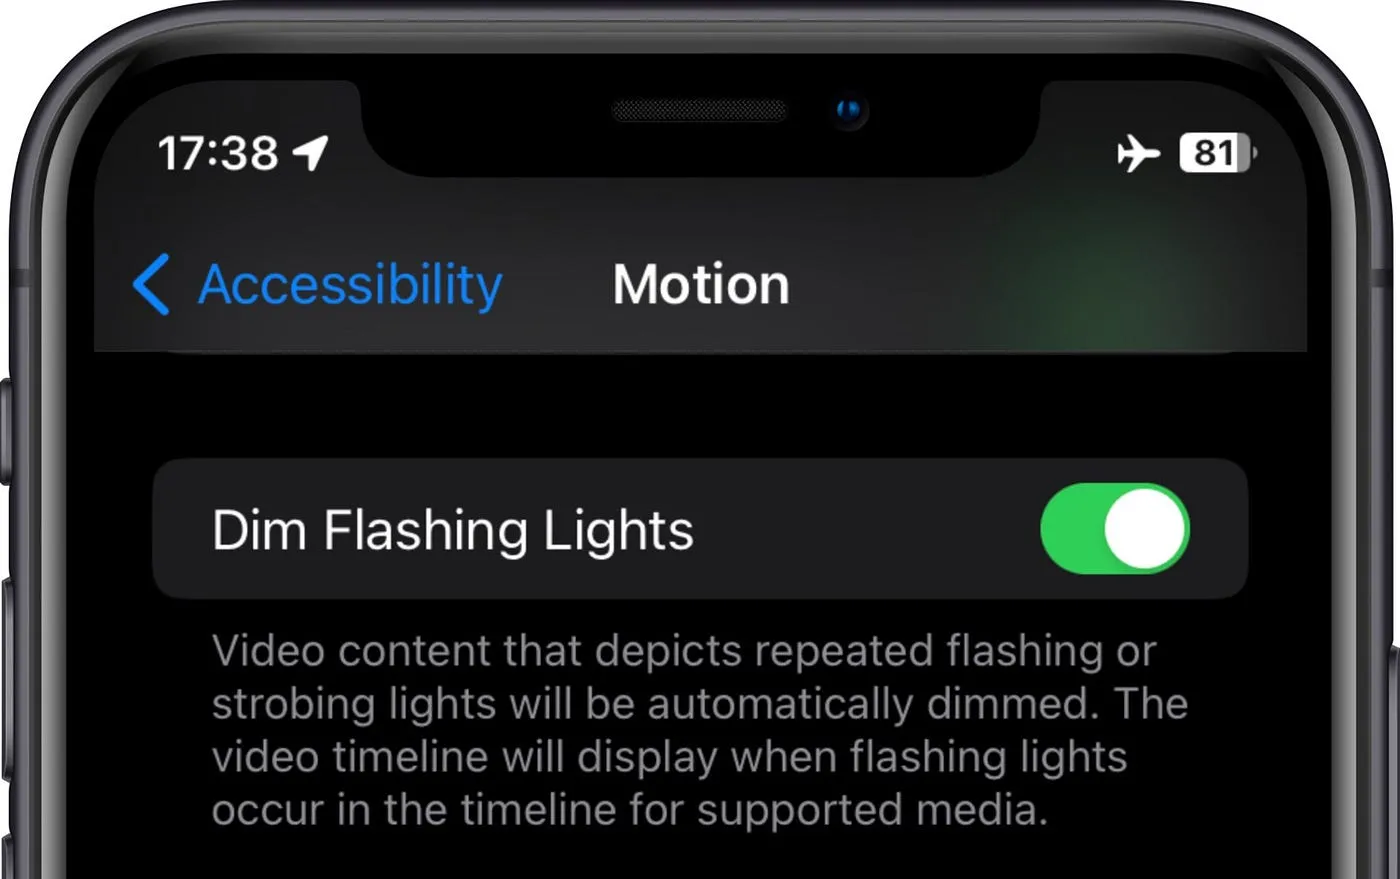 17:38
81
Accessibility
Motion
Dim Flashing Lights
Video content that depicts repeated flashing or
strobing lights will be automatically dimmed. The
video timeline will display when flashing lights
occur in the timeline for supported media.